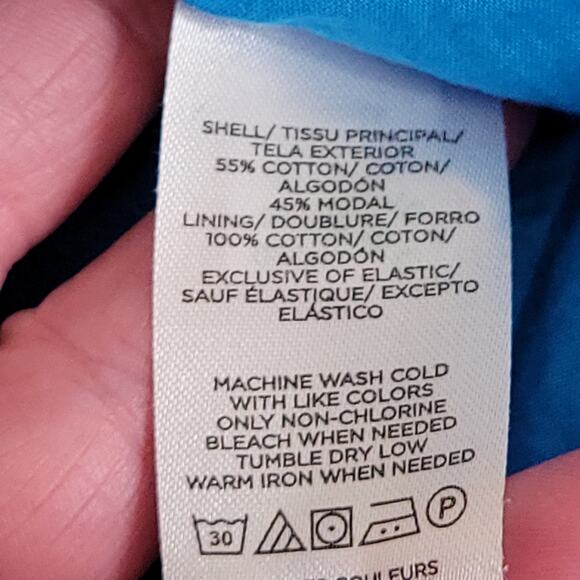 SHELL/ TISSU PRINCIPAL/
TELA EXTERIOR
55% COTTON/ COTON/
ALGODÓN
45% MODAL
LINING/ DOUBLURE/ FORRO
100% COTTON/ COTON/
ALGODÓN
EXCLUSIVE OF ELASTIC/
SAUF ÉLASTIQUE/ EXCEPTO
ELÁSTICO
MACHINE WASH COLD
WITH LIKE COLORS
ONLY NON-CHLORINE
BLEACH WHEN NEEDED
TUMBLE DRY LOW
WARM IRON WHEN NEEDED
30 P
COULEURS